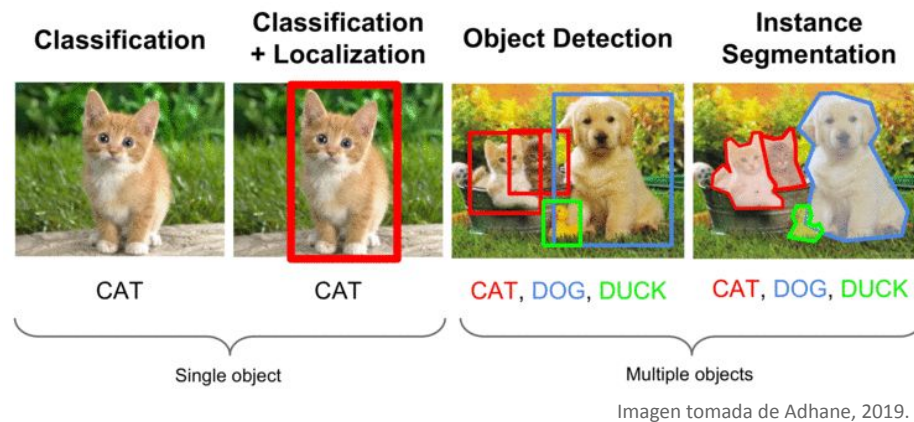 Classification
Classification
+ Localization
Object Detection
Instance
Segmentation
CAT
CAT
CAT, DOG, DUCK
CAT, DOG, DUCK
Single object
Multiple objects
Imagen tomada de Adhane, 2019.